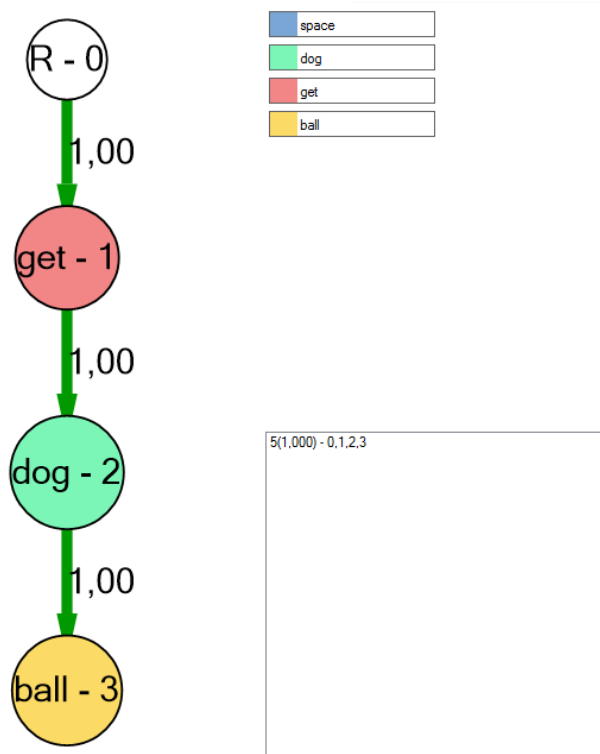 R - 0
1,00
get - 1
1,00
dog - 2
1,00
ball - 3
space
dog
get
ball
5(1,000) - 0,1,2,3